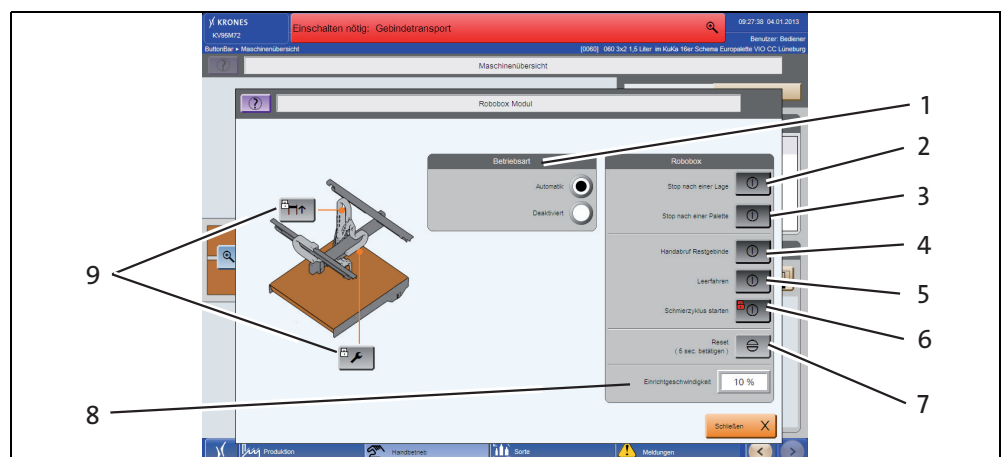 KRONES
KV95M72
Einschalten nötig: Gebindetransport
09:27:38 04.01.2013
Benutzer: Bediener
ButtonBar ▸ Maschinenübersicht
[0060] 060 3x2 1,5 Liter im KuKa 16er Schema Europalette VIO CC Lüneburg
Maschinenübersicht
Robobox Modul
Betriebsart
Automatik
Deaktiviert
Robobox
Stop nach einer Lage
Stop nach einer Palette
Handabruf Restgebinde
Leerfahren
Schmierzyklus starten
Reset
( 5 sec. betätigen )
Einrichtgeschwindigkeit
10 %
Schließen X
Produktion
Handbetrieb
Sorte
Meldungen
1
2
3
4
5
6
7
8
9